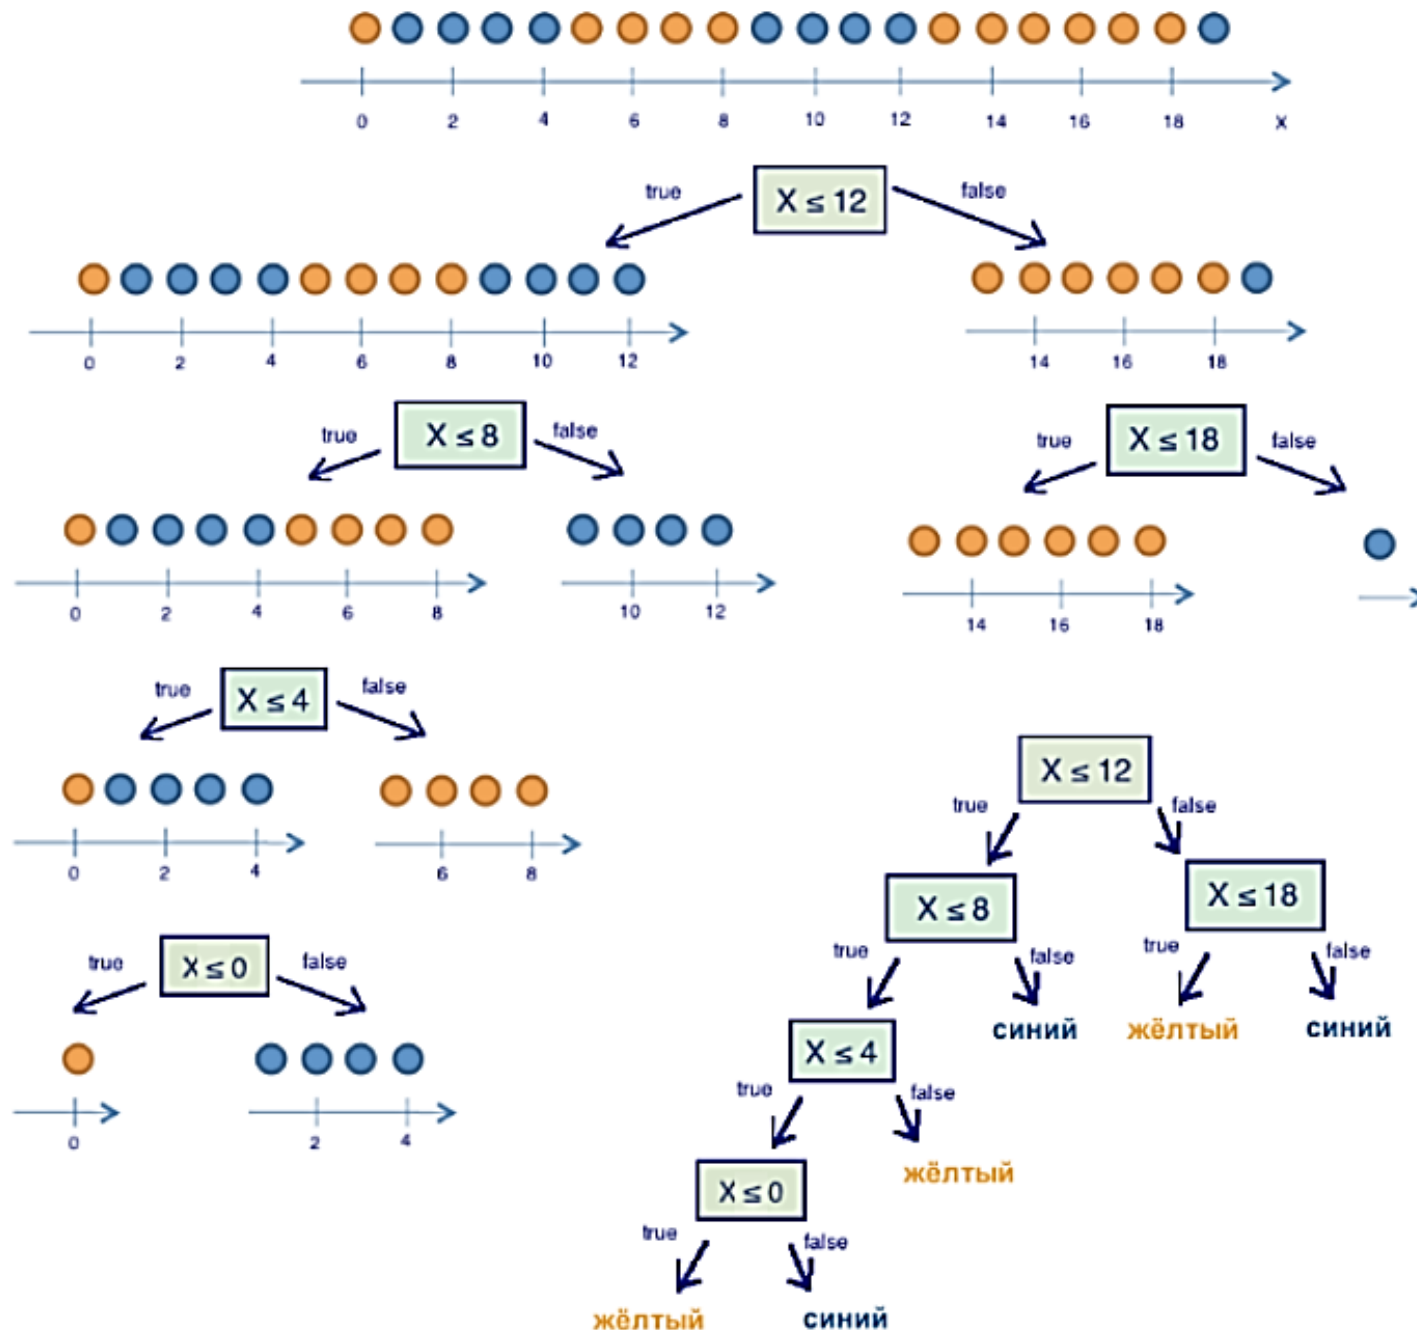 0 2 4 6 8 10 12 14 16 18 X
X ≤ 12
true false
0 2 4 6 8 10 12
14 16 18
X ≤ 8
true false
X ≤ 18
true false
0 2 4 6 8
10 12
14 16 18
X ≤ 4
true false
0 2 4
6 8
X ≤ 0
true false
0
2 4
X ≤ 12
true false
X ≤ 8
X ≤ 18
true false
true false
синий
жёлтый
синий
X ≤ 4
true false
жёлтый
X ≤ 0
true false
жёлтый
синий